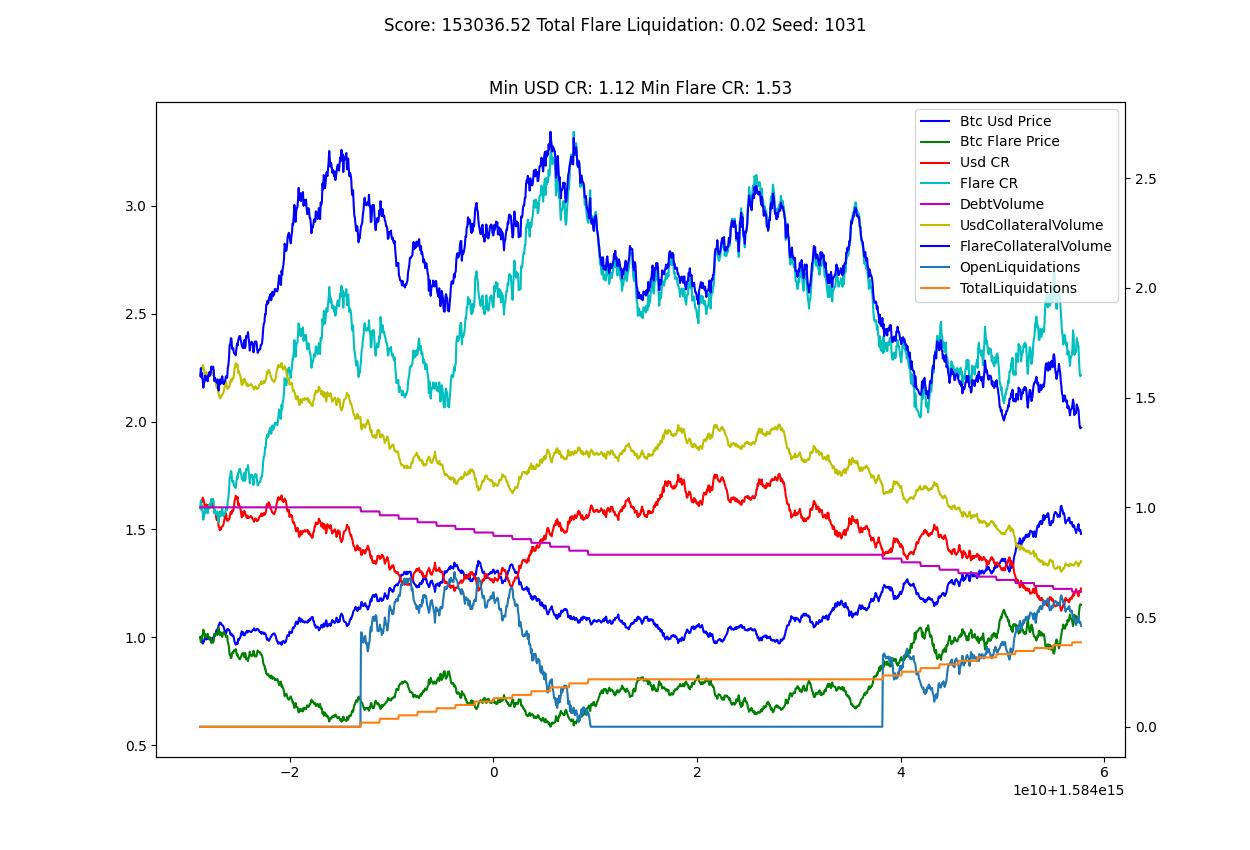 Score: 153036.52 Total Flare Liquidation: 0.02 Seed: 1031
Min USD CR: 1.12 Min Flare CR: 1.53
Btc Usd Price
Btc Flare Price
Usd CR
Flare CR
DebtVolume
UsdCollateralVolume
FlareCollateralVolume
OpenLiquidations
TotalLiquidations
3.0
2.5
2.0
1.5
1.0
0.5
2.5
2.0
1.5
1.0
0.5
0.0
−2
0
2
4
6
1e10+1.584e15